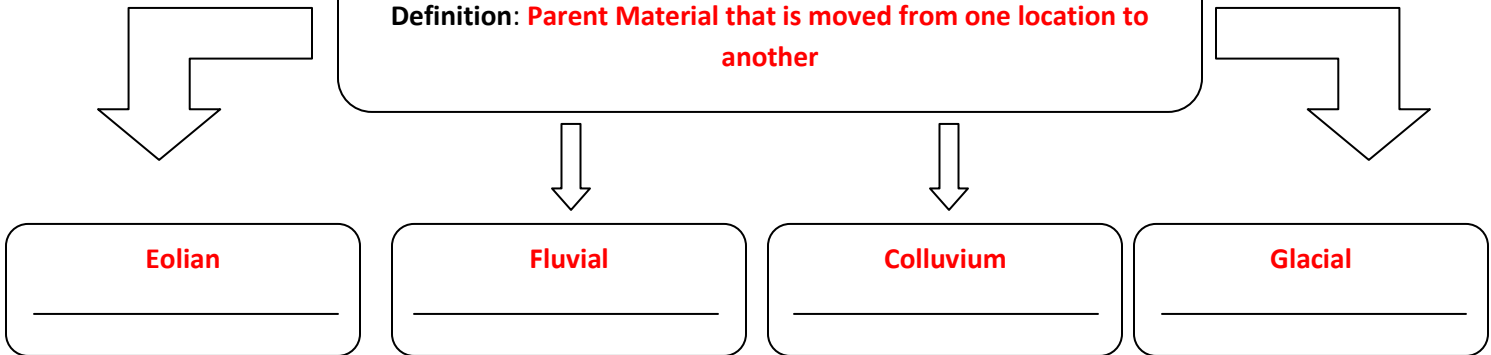 Definition: Parent Material that is moved from one location to
another
Eolian
Fluvial
Colluvium
Glacial